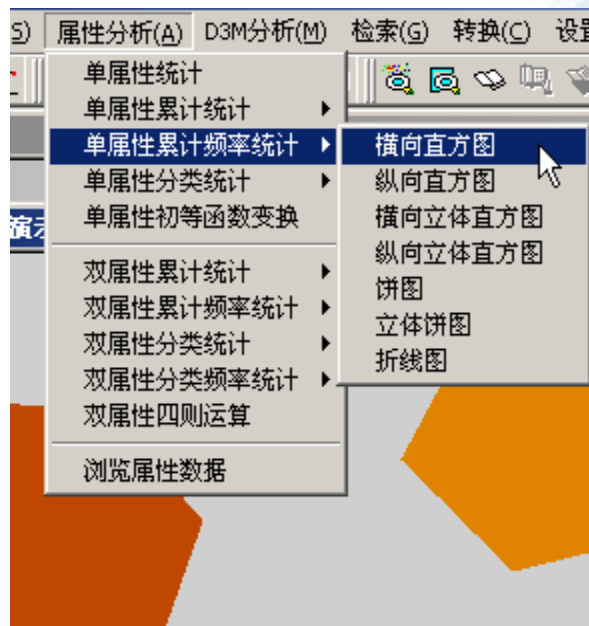 S) 属性分析(A) D3M分析(M) 检索(G) 转换(C) 设
单属性统计
单属性累计统计
单属性累计频率统计
单属性分类统计
单属性初等函数变换
双属性累计统计
双属性累计频率统计
双属性分类统计
双属性分类频率统计
双属性四则运算
浏览属性数据
横向直方图
纵向直方图
横向立体直方图
纵向立体直方图
饼图
立体饼图
折线图